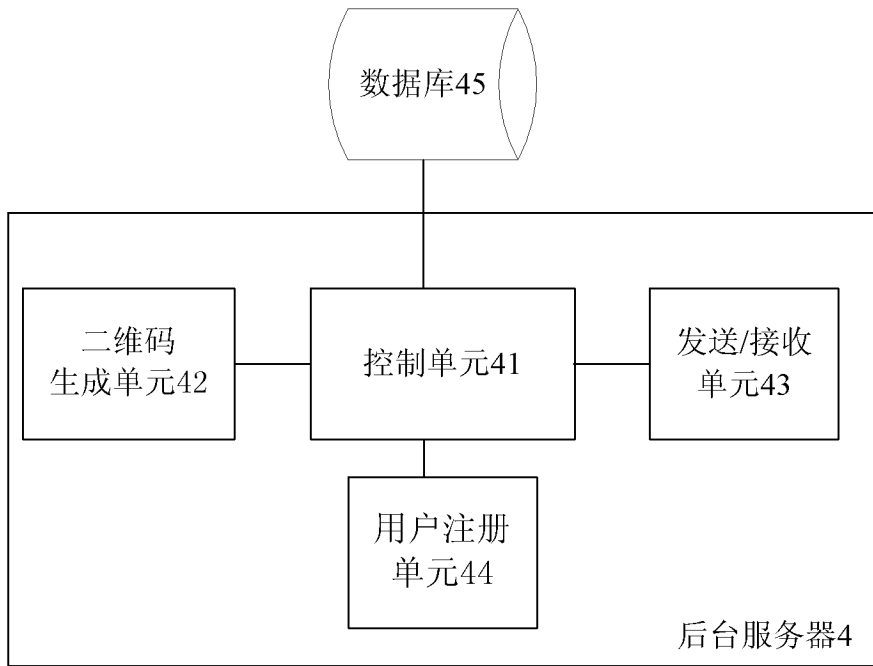 数据库45
二维码
生成单元42
控制单元41
发送/接收
单元43
用户注册
单元44
后台服务器4